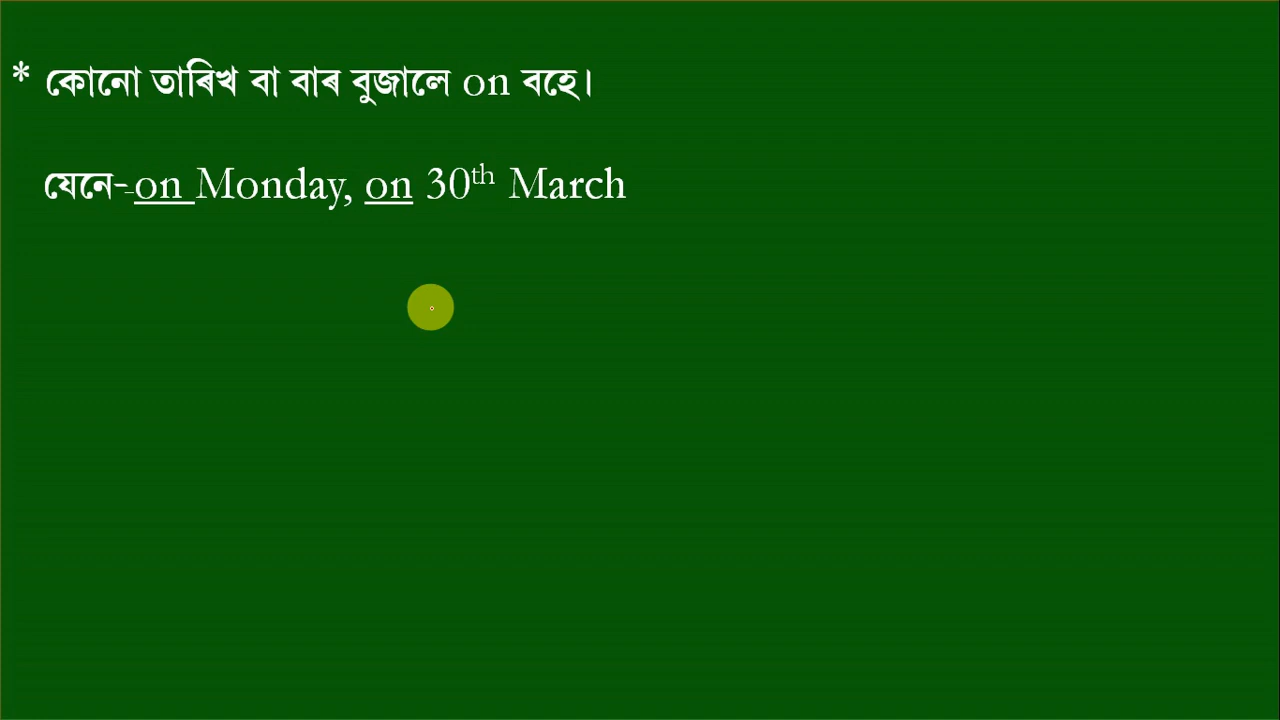 * কোনো তাৰিখ বা বাৰ বুজালে on বহে।
যেনে- on Monday, on 30th March